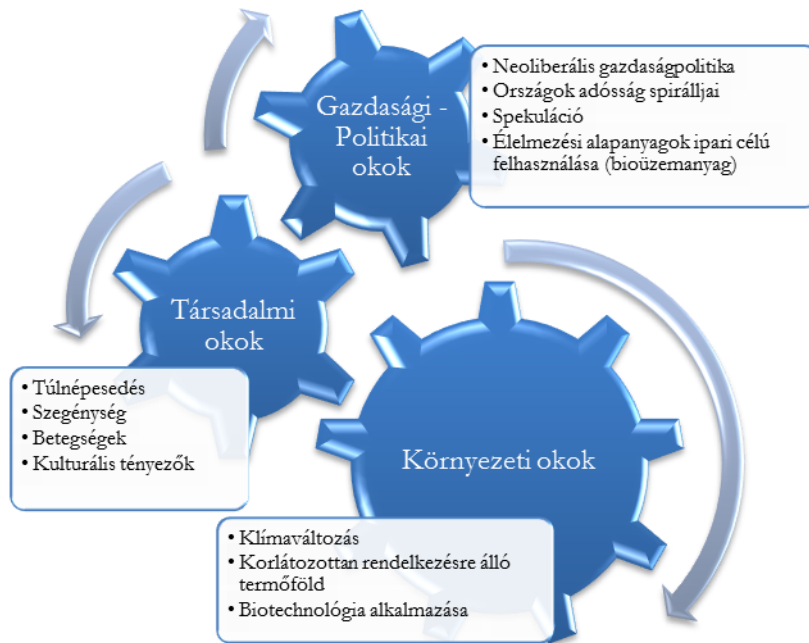 Gazdasági -
Politikai
okok
• Neoliberális gazdaságpolitika
• Országok adósság spirálljai
• Spekuláció
• Élelmezési alapanyagok ipari célú
felhasználása (bioüzemanyag)
Társadalmi
okok
• Túlnépesedés
• Szegénység
• Betegségek
• Kulturális tényezők
Környezeti okok
• Klímaváltozás
• Korlátozottan rendelkezésre álló
termőföld
• Biotechnológia alkalmazása